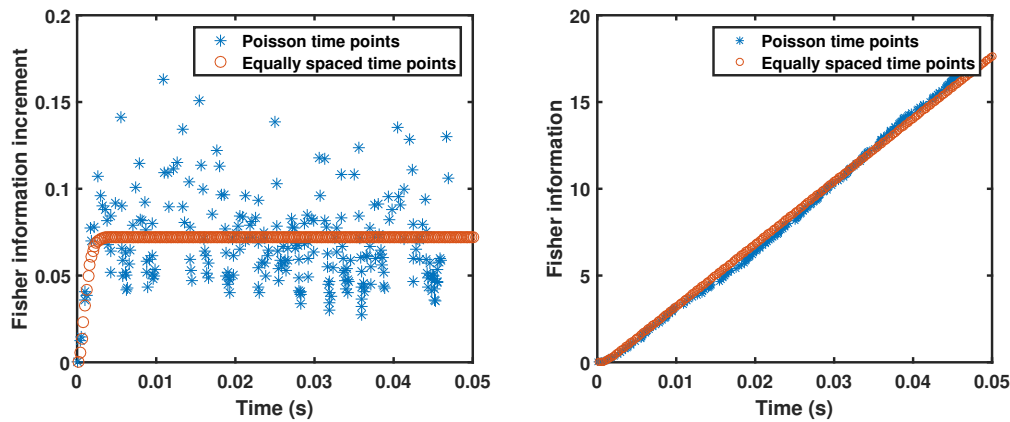 Poisson time points
Equally spaced time points
Fisher information increment
0.2
0.15
0.1
0.05
0
0
0.01
0.02
0.03
0.04
0.05
Time (s)
Poisson time points
Equally spaced time points
Fisher information
20
15
10
5
0
0
0.01
0.02
0.03
0.04
0.05
Time (s)